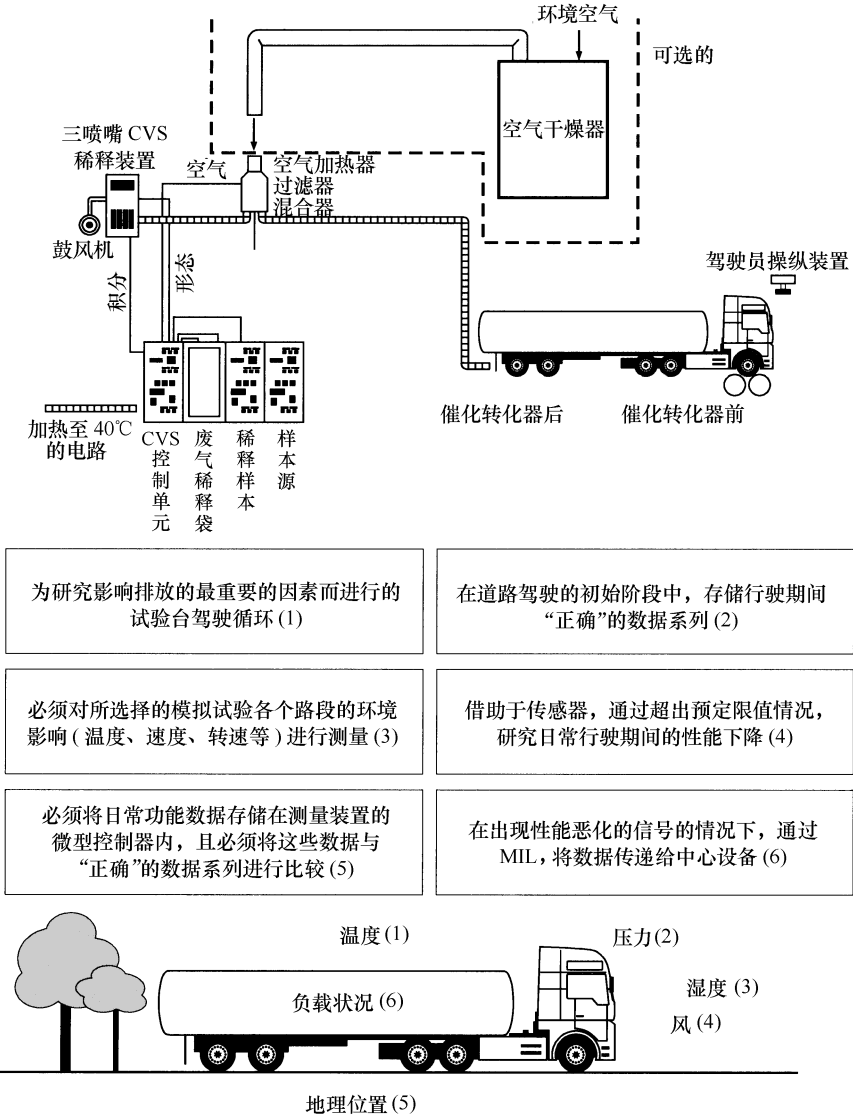 环境空气
可选的
空气干燥器
三喷嘴 CVS
稀释装置
空气
空气加热器
过滤器
混合器
鼓风机
积分
形态
驾驶员操纵装置
催化转化器后
催化转化器前
加热至 40℃
的电路
CVS控制单元
废气稀释袋
稀释样本
样本源
为研究影响排放的最重要的因素而进行的
试验台驾驶循环(1)
在道路驾驶的初始阶段中，存储行驶期间
“正确”的数据系列(2)
必须对所选择的模拟试验各个路段的环境
影响(温度、速度、转速等)进行测量(3)
借助于传感器，通过超出预定限值情况，
研究日常行驶期间的性能下降(4)
必须将日常功能数据存储在测量装置的
微型控制器内，且必须将这些数据与
“正确”的数据系列进行比较(5)
在出现性能恶化的信号的情况下，通过
MIL，将数据传递给中心设备(6)
温度(1)
压力(2)
湿度(3)
负载状况(6)
风(4)
地理位置(5)